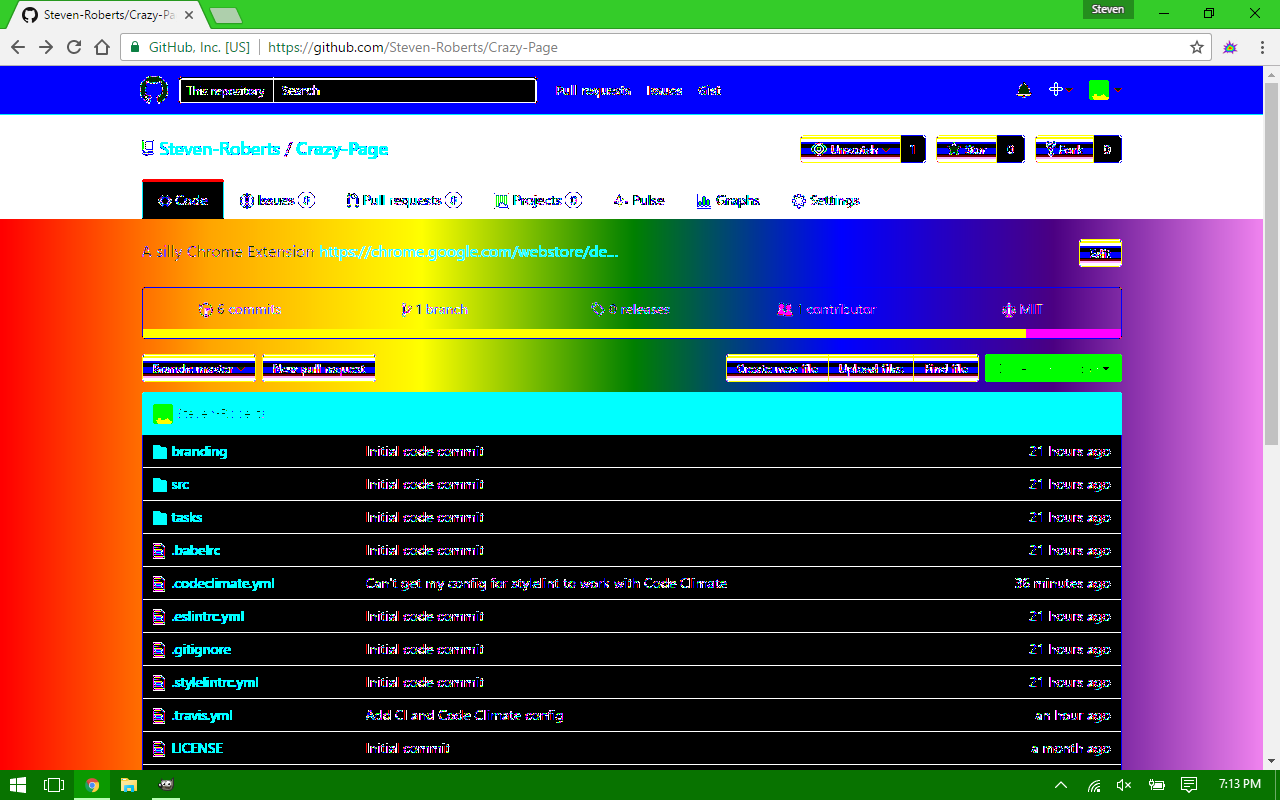 Steven-Roberts/Crazy-Pa
Steven
GitHub, Inc. [US] https://github.com/Steven-Roberts/Crazy-Page
This repository Search Pull requests Issues Gist
Steven-Roberts / Crazy-Page Unwatch 1 Star 0 Fork 0
Code Issues 0 Pull requests 0 Projects 0 Pulse Graphs Settings
A silly Chrome Extension https://chrome.google.com/webstore/de... Edit
6 commits 1 branch 0 releases 1 contributor MIT
Branch: master New pull request Create new file Upload files Find file
Steven-Roberts
branding Initial code commit 21 hours ago
src Initial code commit 21 hours ago
tasks Initial code commit 21 hours ago
.babelrc Initial code commit 21 hours ago
.codeclimate.yml Can't get my config for stylelint to work with Code Climate 36 minutes ago
.eslintrc.yml Initial code commit 21 hours ago
.gitignore Initial code commit 21 hours ago
.stylelintrc.yml Initial code commit 21 hours ago
.travis.yml Add CI and Code Climate config an hour ago
LICENSE Initial commit a month ago
7:13 PM